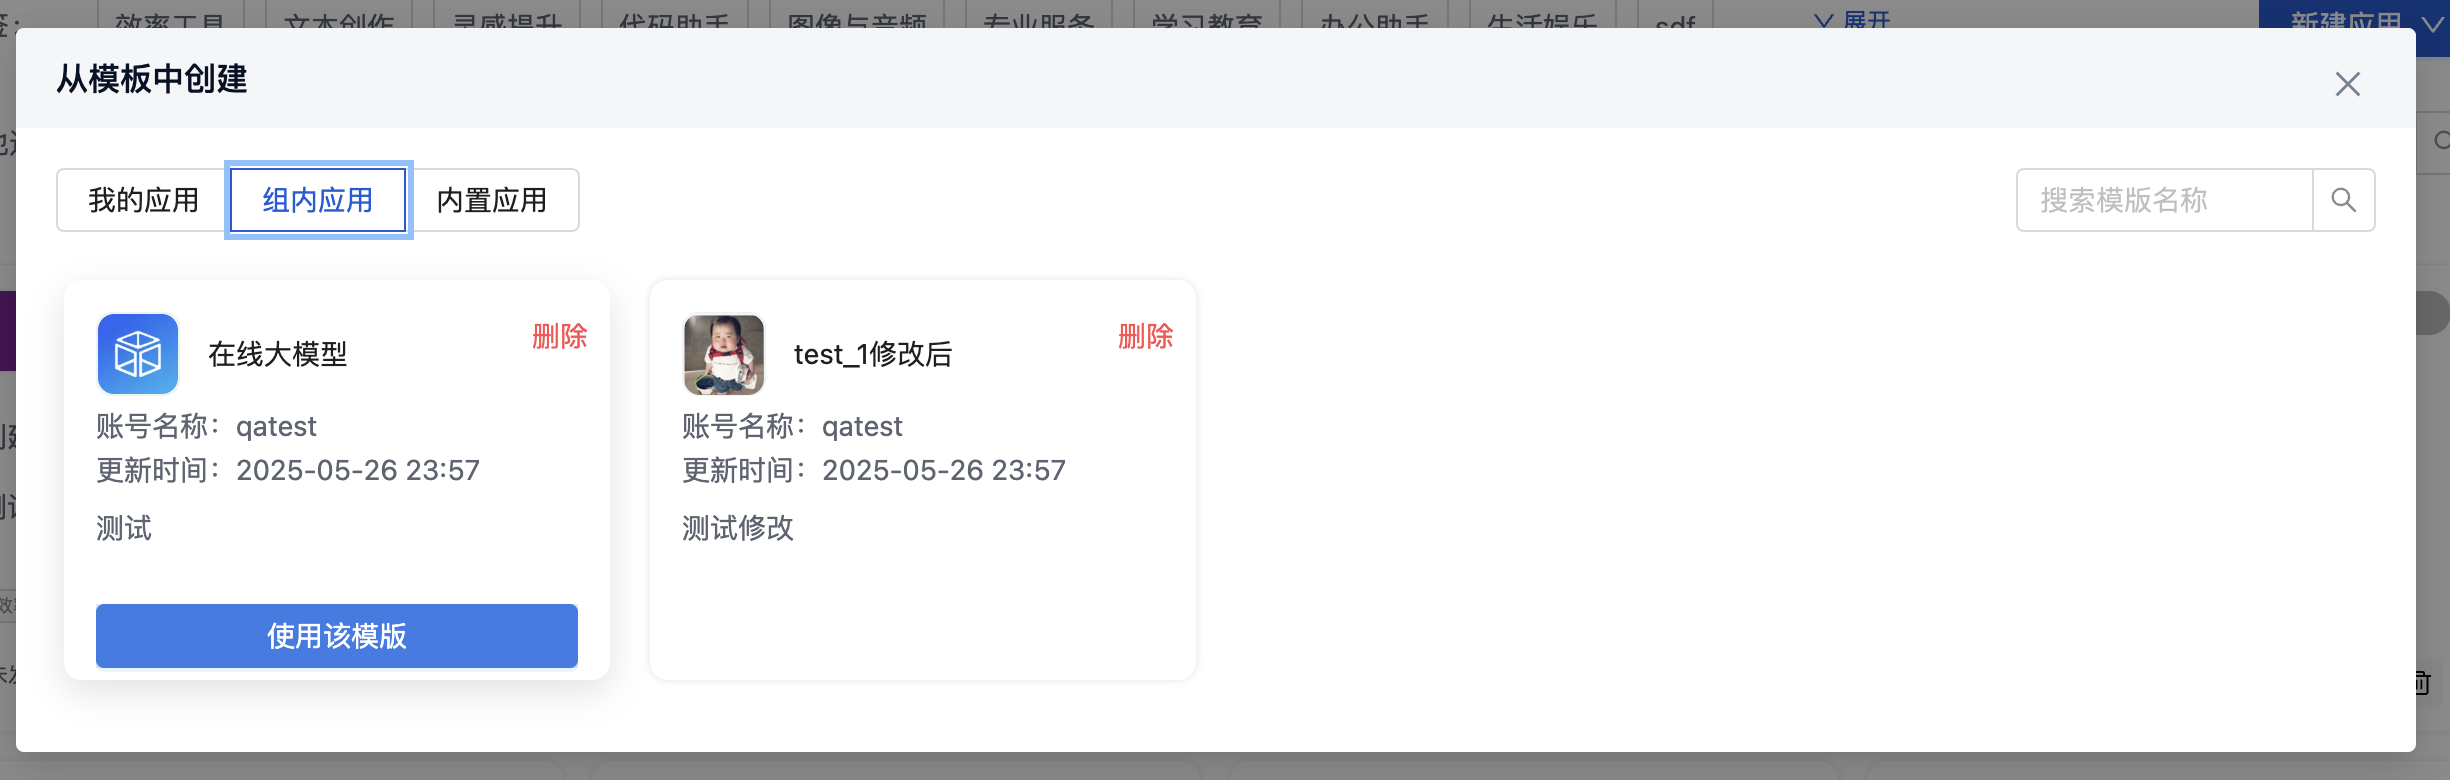 效率工具 文本创作 灵感提升 代码助手 图像与音频 专业服务 学习教育 办公助手 生活娱乐 sdf 展开 新建应用
从模板中创建
我的应用 组内应用 内置应用 搜索模版名称
在线大模型 删除
账号名称：qatest
更新时间：2025-05-26 23:57
测试
使用该模版
test_1修改后 删除
账号名称：qatest
更新时间：2025-05-26 23:57
测试修改